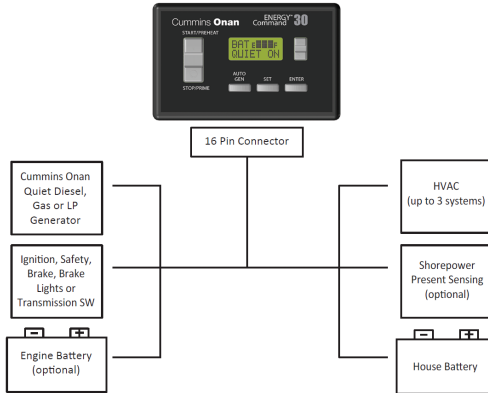 Cummins Onan
ENERGY™
Command 30
START/PREHEAT
BAT E F
QUIET ON
AUTO
GEN
SET
ENTER
STOP/PRIME
16 Pin Connector
Cummins Onan
Quiet Diesel,
Gas or LP
Generator
HVAC
(up to 3 systems)
Ignition, Safety,
Brake, Brake
Lights or
Transmission SW
Shorepower
Present Sensing
(optional)
- +
Engine Battery
(optional)
- +
House Battery